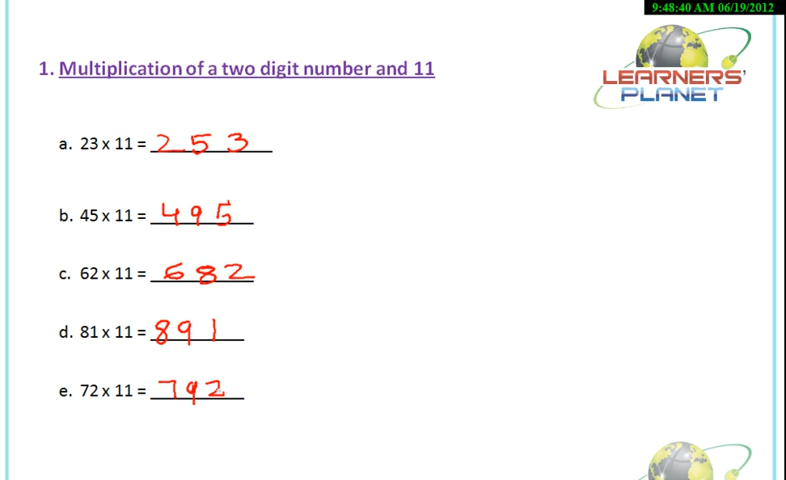 9:48:40 AM 06/19/2012
1. Multiplication of a two digit number and 11
LEARNERS'
PLANET
a. 23 x 11 = 253
b. 45 x 11 = 495
c. 62 x 11 = 682
d. 81 x 11 = 891
e. 72 x 11 = 792